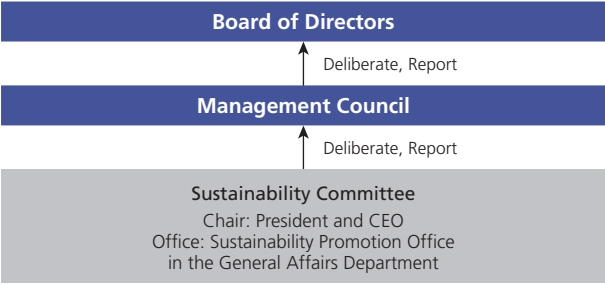 Board of Directors
Deliberate, Report
Management Council
Deliberate, Report
Sustainability Committee
Chair: President and CEO
Office: Sustainability Promotion Office
in the General Affairs Department